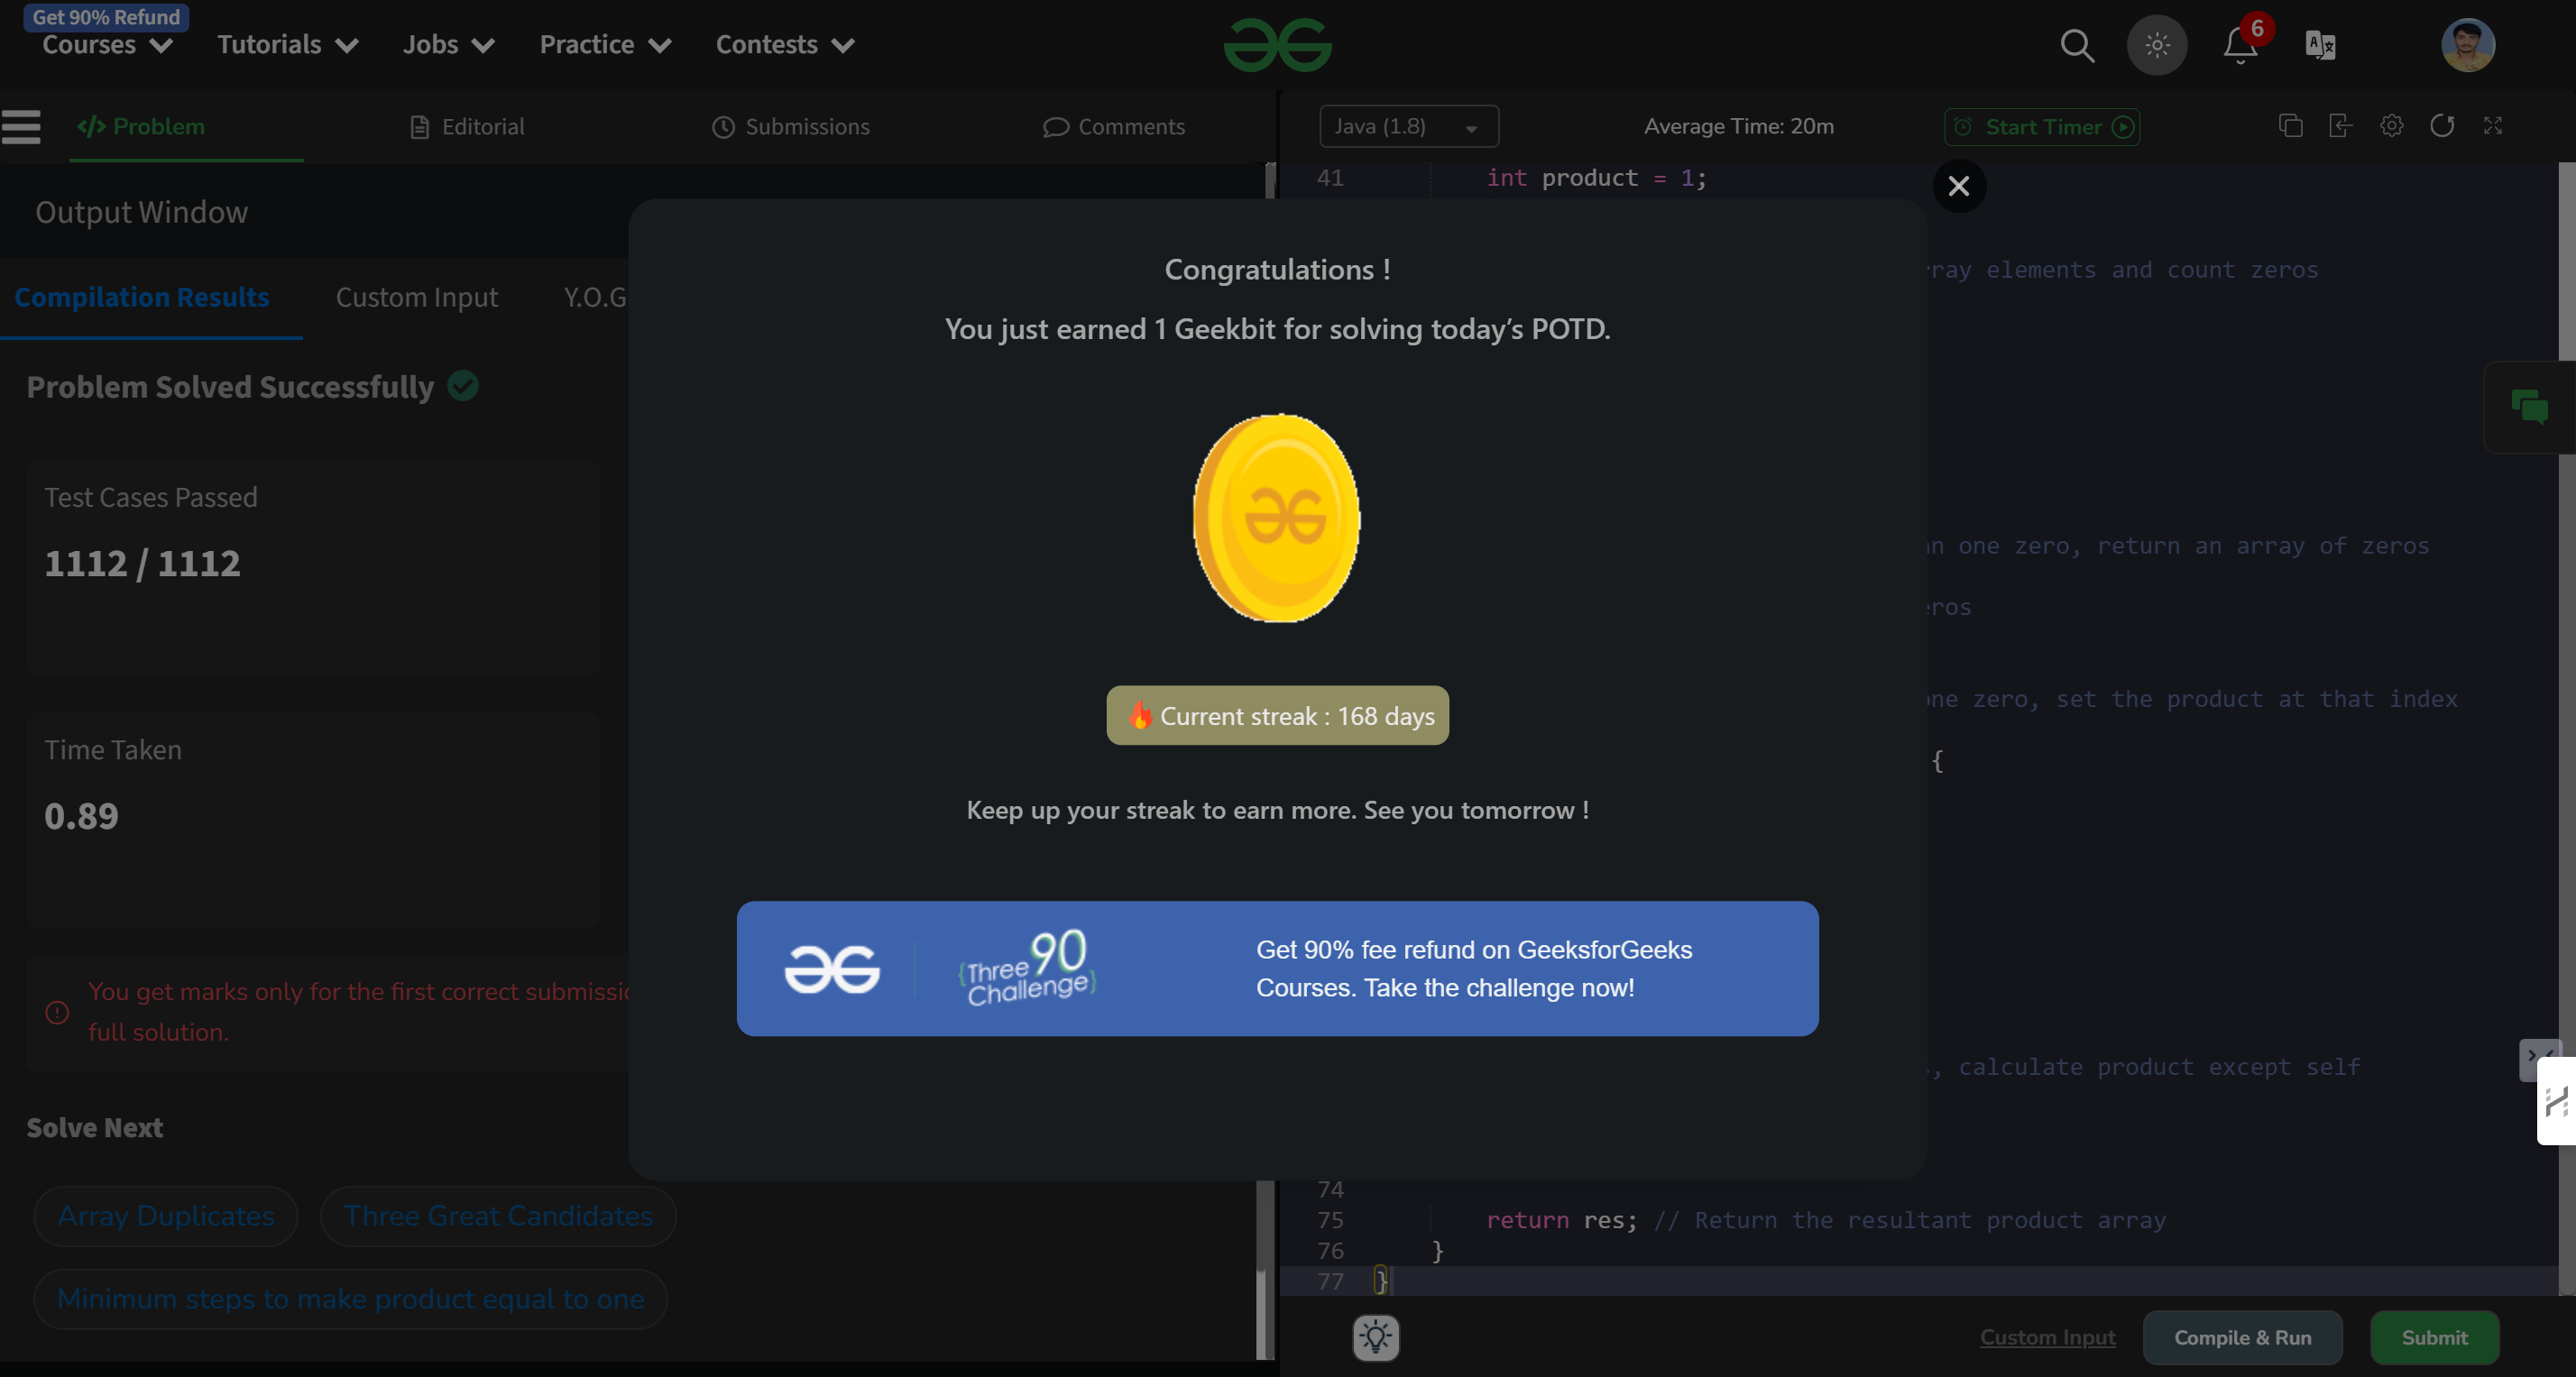 Get 90% Refund
Courses Tutorials Jobs Practice Contests
6
Problem Editorial Submissions Comments
Java (1.8) Average Time: 20m Start Timer
Output Window
Compilation Results Custom Input Y.O.G
Problem Solved Successfully
Test Cases Passed
1112 / 1112
Time Taken
0.89
You get marks only for the first correct
full solution.
Solve Next
Array Duplicates Three Great Candidates
Minimum steps to make product equal to one
Congratulations !
You just earned 1 Geekbit for solving today's POTD.
Current streak : 168 days
Keep up your streak to earn more. See you tomorrow !
Three 90
Challenge
Get 90% fee refund on GeeksforGeeks
Courses. Take the challenge now!
41 int product = 1;
elements and count zeros
one zero, return an array of zeros
zero, set the product at that index
{
, calculate product except self
74
75 return res; // Return the resultant product array
76 }
77 }
Custom Input Compile & Run Submit